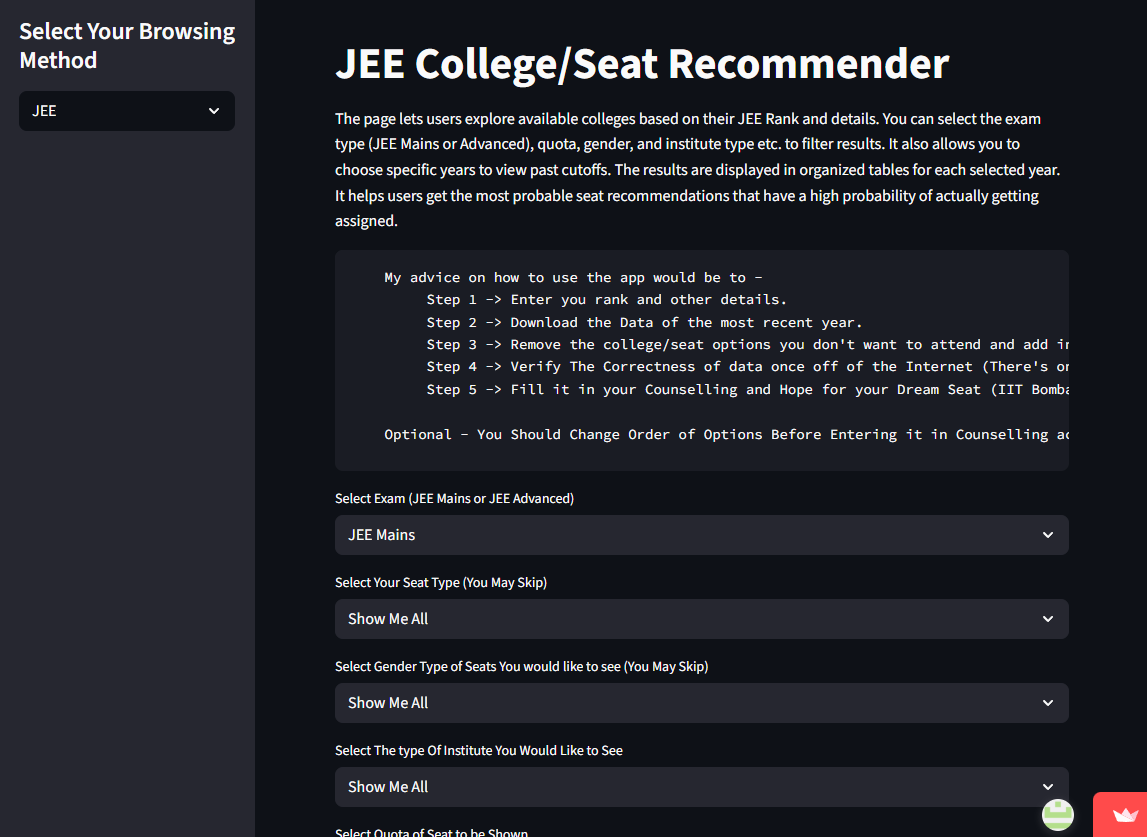 Select Your Browsing
Method
JEE
JEE College/Seat Recommender
The page lets users explore available colleges based on their JEE Rank and details. You can select the exam
type (JEE Mains or Advanced), quota, gender, and institute type etc. to filter results. It also allows you to
choose specific years to view past cutoffs. The results are displayed in organized tables for each selected year.
It helps users get the most probable seat recommendations that have a high probability of actually getting
assigned.
My advice on how to use the app would be to -
Step 1 -> Enter you rank and other details.
Step 2 -> Download the Data of the most recent year.
Step 3 -> Remove the college/seat options you don't want to attend and add
Step 4 -> Verify The Correctness of data once off of the Internet (There's
Step 5 -> Fill it in your Counselling and Hope for your Dream Seat (IIT
Optional - You Should Change Order of Options Before Entering it in Counselling
Select Exam (JEE Mains or JEE Advanced)
JEE Mains
Select Your Seat Type (You May Skip)
Show Me All
Select Gender Type of Seats You would like to see (You May Skip)
Show Me All
Select The type Of Institute You Would Like to See
Show Me All
Select Quota of Seat to be Shown